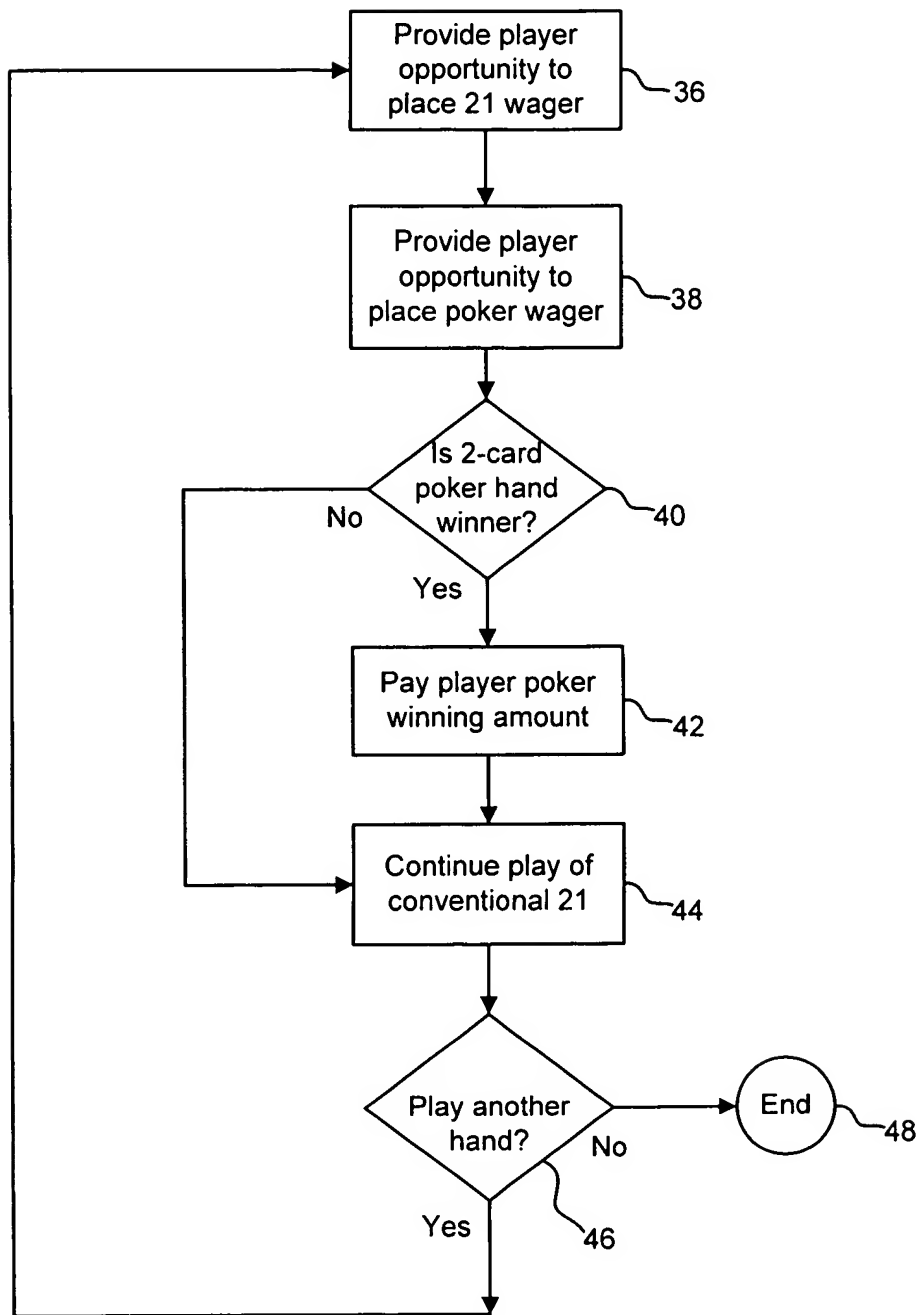 Provide player
opportunity to
place 21 wager
36
Provide player
opportunity to
place poker wager
38
Is 2-card
poker hand
winner?
40
No
Yes
Pay player poker
winning amount
42
Continue play of
conventional 21
44
Play another
hand?
46
No
End
48
Yes